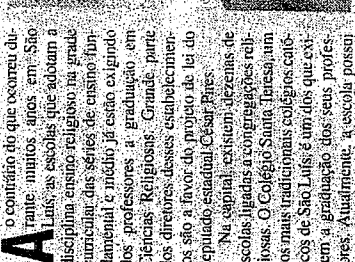 Ao contrário do que ocorreu du-
rante muitos anos em São
Luís, as escolas que adotam a
disciplina ensino religioso na grade
curricular das séries de ensino fun-
damental e médio já estão exigindo
dos professores a graduação em
Ciências Religiosas. Grande parte
dos diretores desses estabelecimen-
tos são a favor do projeto de lei do
deputado estadual César Pires.
Na capital, existem dezenas de
escolas ligadas a congregações reli-
giosas. O Colégio Santa Teresa, um
dos mais tradicionais colégios cató-
licos de São Luís, é um dos que exi-
gem a graduação dos seus profes-
sores. Atualmente, a escola possui